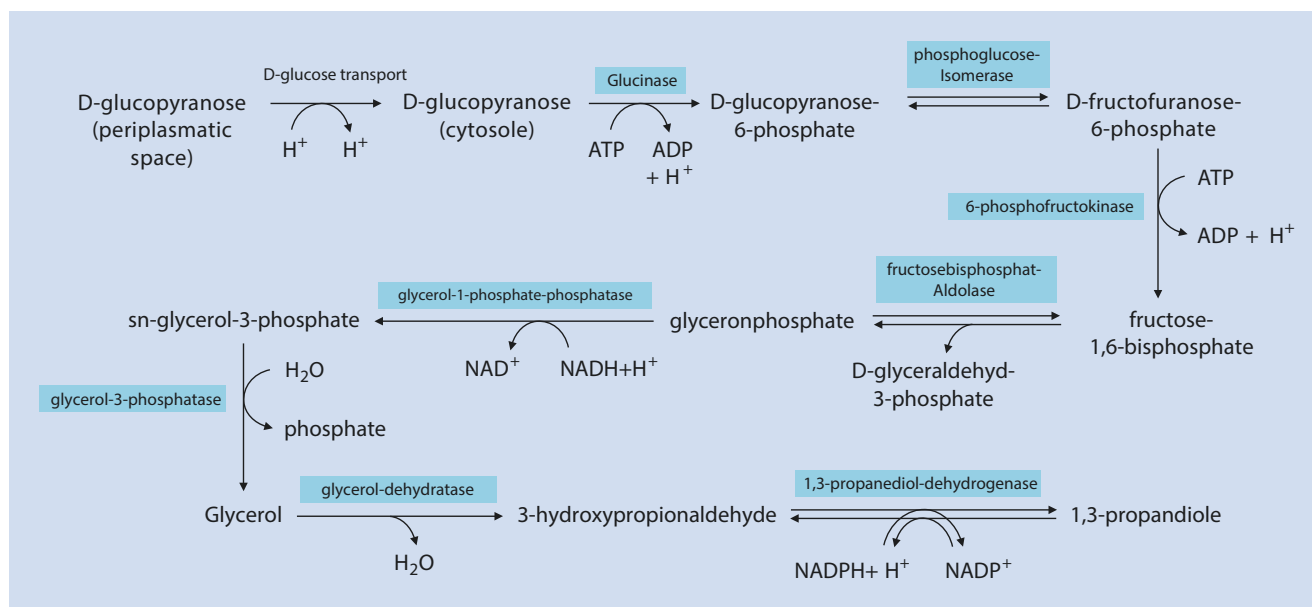 D-glucose transport
Glucinase
phosphoglucose-
Isomerase
D-glucopyranose
(periplasmatic
space)
H⁺
H⁺
D-glucopyranose
(cytosole)
ATP
ADP
+ H⁺
D-glucopyranose-
6-phosphate
D-fructofuranose-
6-phosphate
ATP
6-phosphofructokinase
ADP + H⁺
fructosebisphosphat-
Aldolase
glycerol-1-phosphate-phosphatase
sn-glycerol-3-phosphate
glyceronphosphate
fructose-
1,6-bisphosphate
NAD⁺
NADH+H⁺
D-glyceraldehyd-
3-phosphate
H₂O
glycerol-3-phosphatase
phosphate
glycerol-dehydratase
1,3-propanediol-dehydrogenase
Glycerol
3-hydroxypropionaldehyde
1,3-propandiole
H₂O
NADPH+ H⁺
NADP⁺